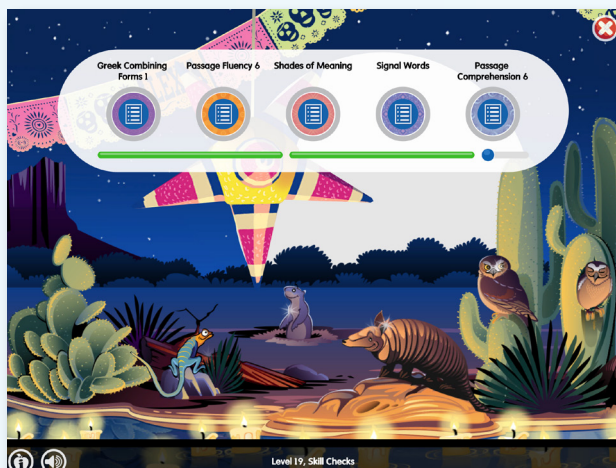 Greek Combining
Forms 1
Passage Fluency 6
Shades of Meaning
Signal Words
Passage
Comprehension 6
Level 19, Skill Checks